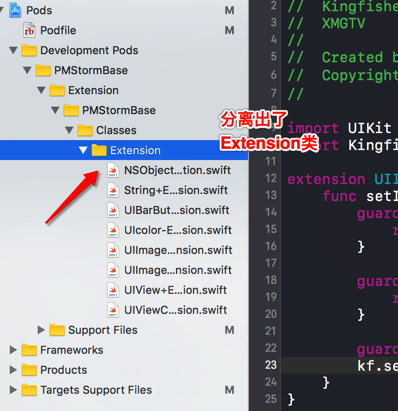 Pods
M
Podfile
M
Development Pods
PMStormBase
Extension
PMStormBase
Classes
Extension
NSObject...tion.swift
String+E...sion.swift
UIBarBut...sion.swift
UIcolor-E...sion.swift
UIImage...nsion.swift
UIImage...nsion.swift
UIView+E...ion.swift
UIViewC...sion.swift
Support Files
M
Frameworks
Products
Targets Support Files
M
分离出了
Extension类
2 // Kingfishe
3 // XMGTV
4 //
5 // Created b
6 // Copyright
7 //
8
9 import UIKit
10 import Kingfi
11
12 extension UII
13 func setI
14 guard
15 r
16 }
17
18 guard
19 r
20 }
21
22 guard
23 kf.se
24 }
25 }